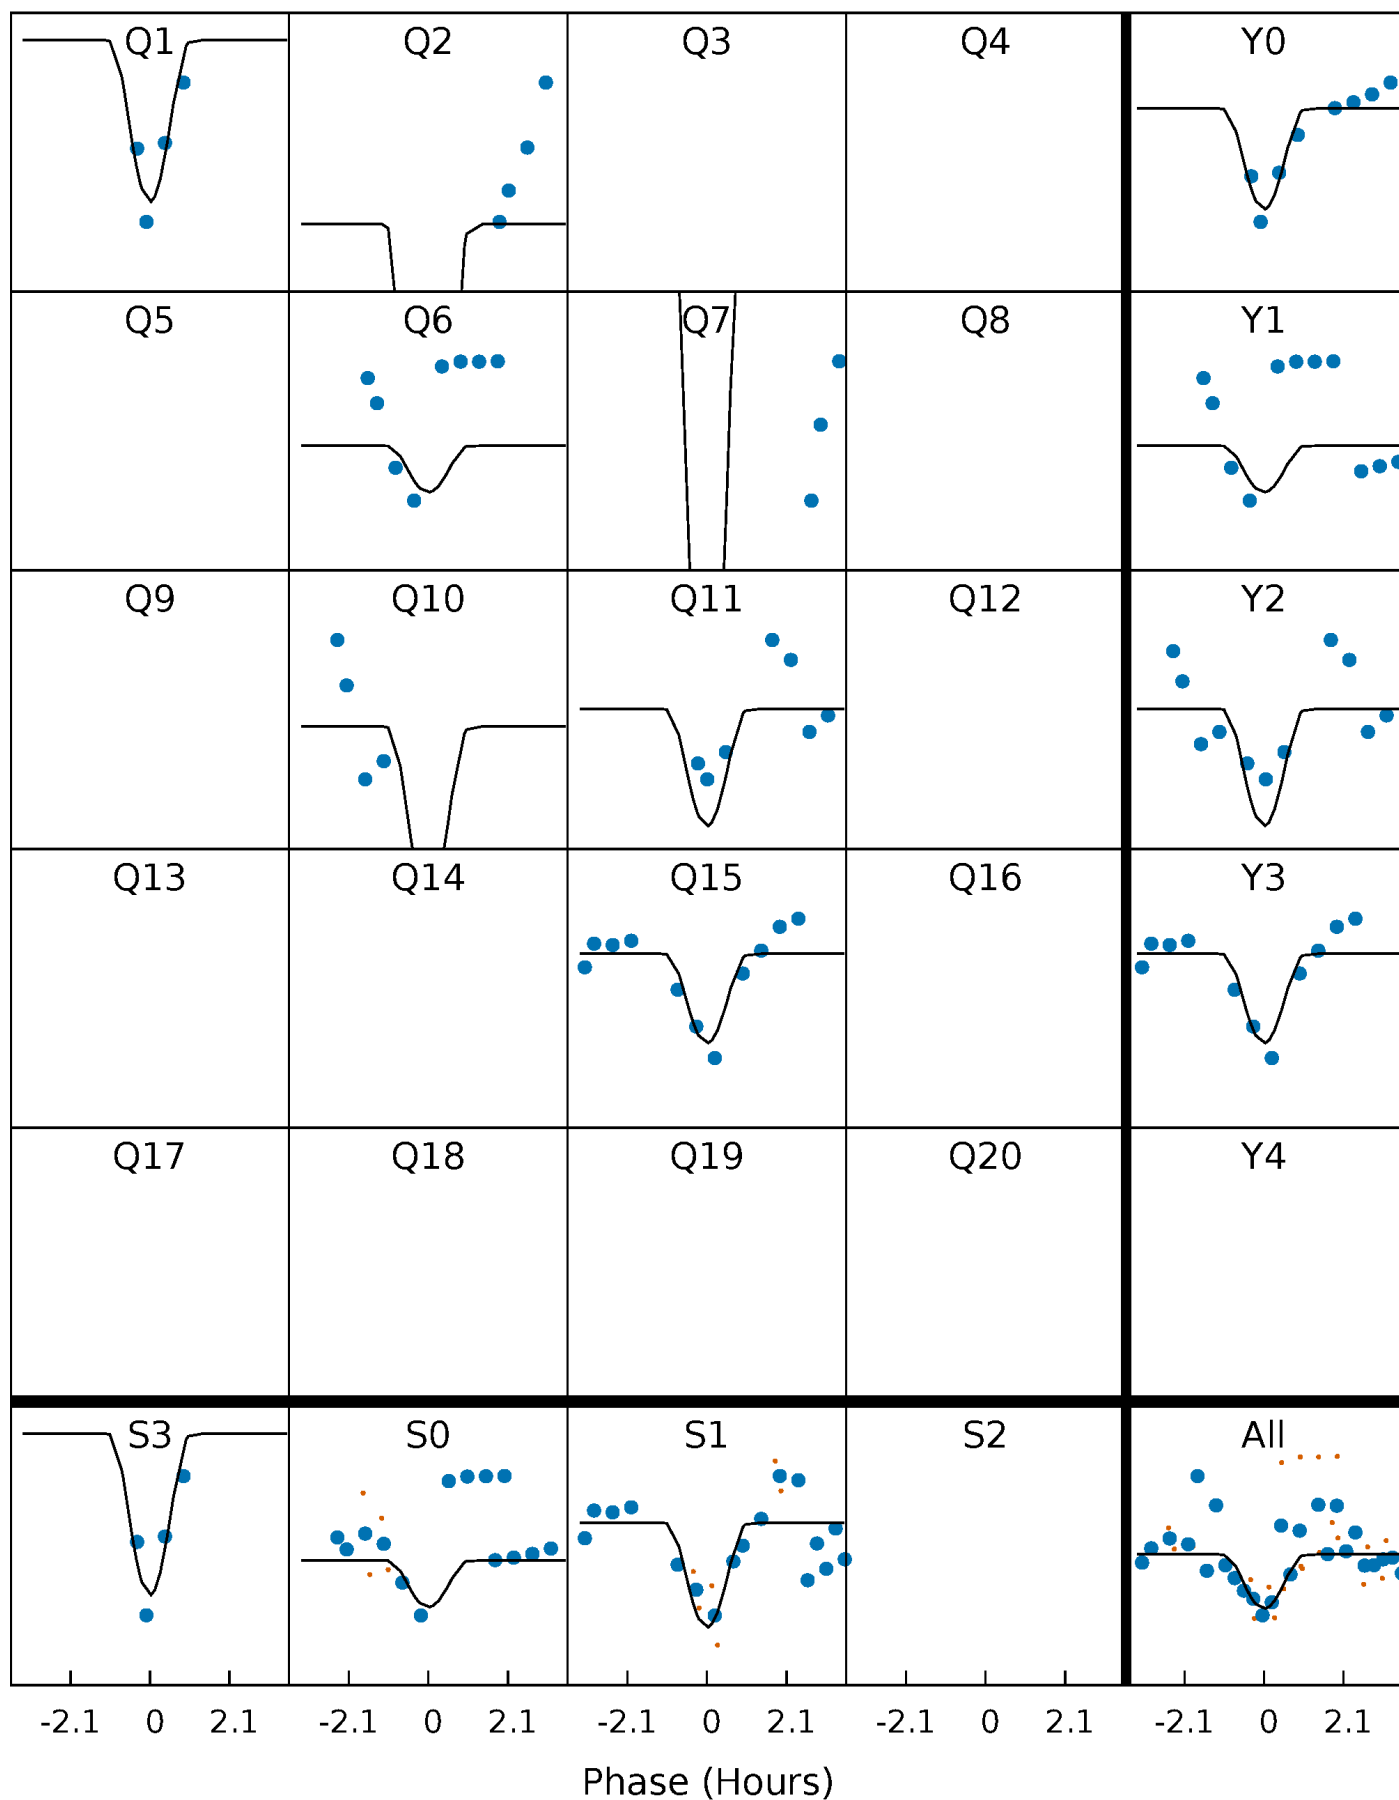 Q1 Q2 Q3 Q4 Y0
Q5 Q6 Q7 Q8 Y1
Q9 Q10 Q11 Q12 Y2
Q13 Q14 Q15 Q16 Y3
Q17 Q18 Q19 Q20 Y4
S3 S0 S1 S2 All
-2.1 0 2.1 -2.1 0 2.1 -2.1 0 2.1 -2.1 0 2.1 -2.1 0 2.1
Phase (Hours)